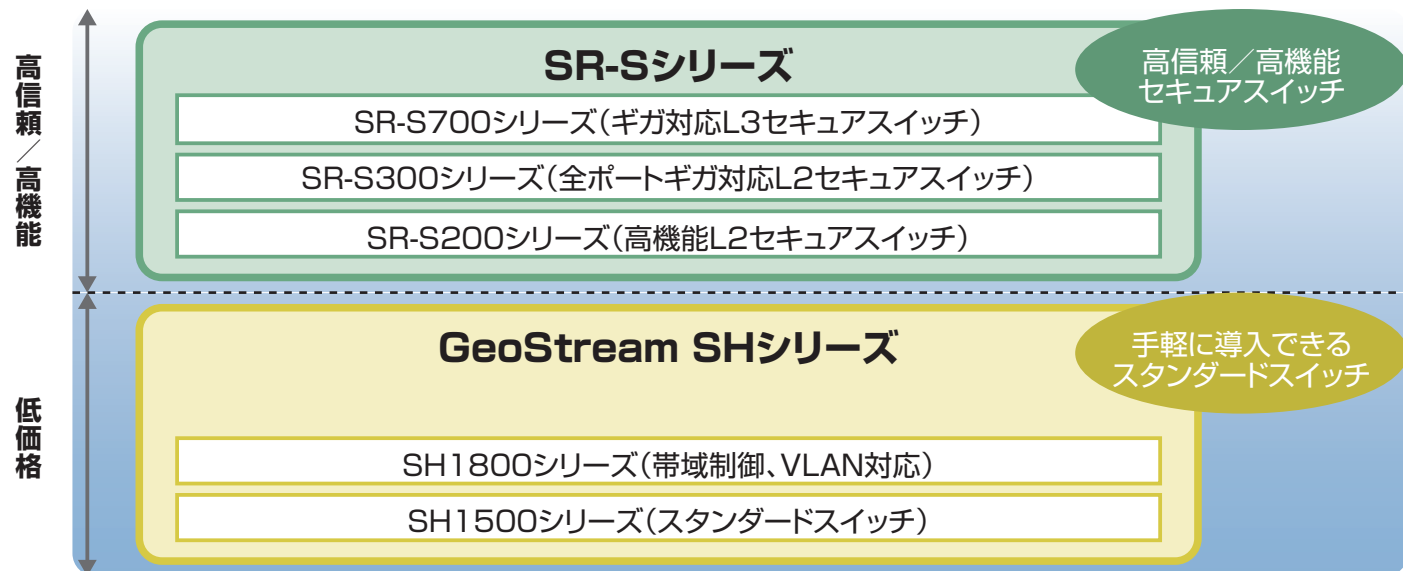 高信頼／高機能
SR-Sシリーズ
高信頼／高機能
セキュアスイッチ
SR-S700シリーズ（ギガ対応L3セキュアスイッチ）
SR-S300シリーズ（全ポートギガ対応L2セキュアスイッチ）
SR-S200シリーズ（高機能L2セキュアスイッチ）
低価格
GeoStream SHシリーズ
手軽に導入できる
スタンダードスイッチ
SH1800シリーズ（帯域制御、VLAN対応）
SH1500シリーズ（スタンダードスイッチ）